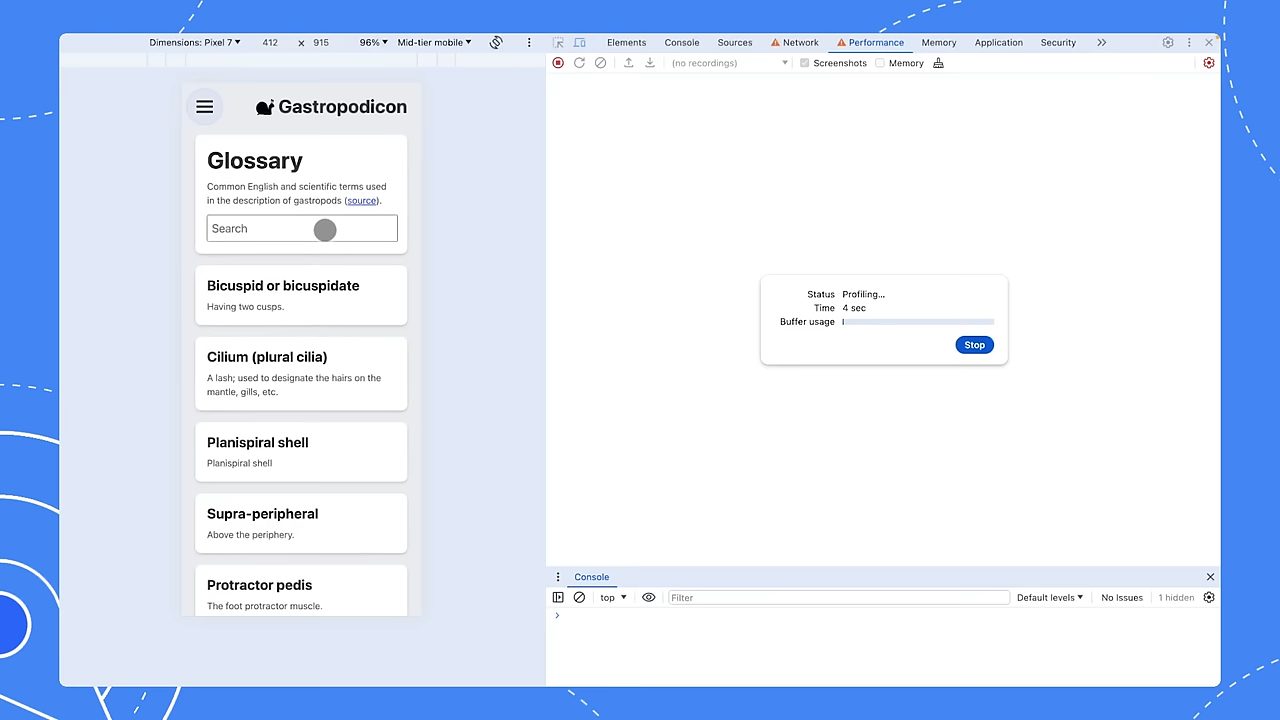 Dimensions: Pixel 7 412 x 915 96% Mid-tier mobile
Elements Console Sources Network Performance Memory Application Security
(no recordings) Screenshots Memory
Gastropodicon
Glossary
Common English and scientific terms used
in the description of gastropods (source).
Search
Bicuspid or bicuspidate
Having two cusps.
Cilium (plural cilia)
A lash; used to designate the hairs on the
mantle, gills, etc.
Planispiral shell
Planispiral shell
Supra-peripheral
Above the periphery.
Protractor pedis
The foot protractor muscle.
Status Profiling...
Time 4 sec
Buffer usage
Stop
Console
top Filter Default levels No Issues 1 hidden